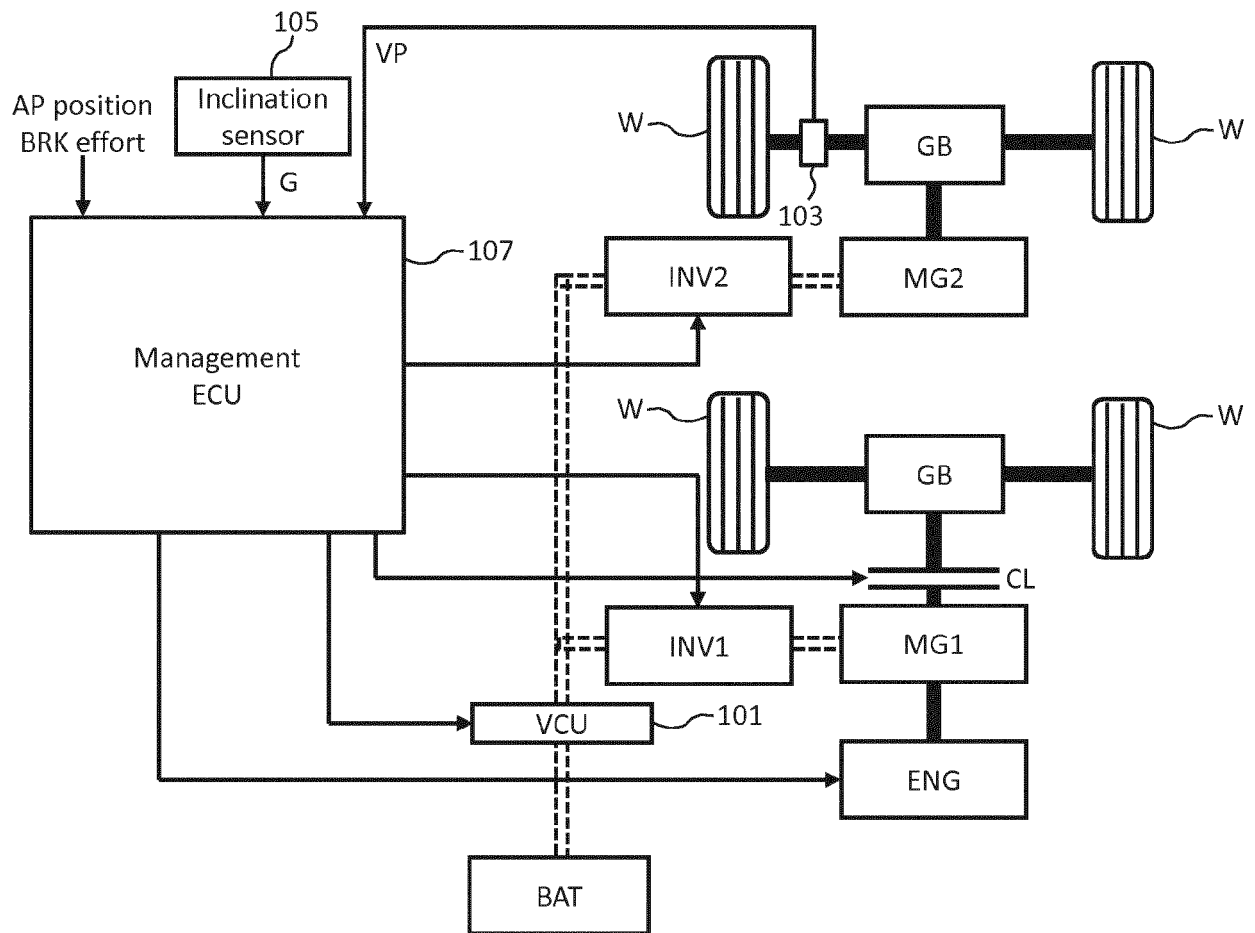 105
VP
Inclination
sensor
AP position
BRK effort
G
W
GB
W
103
107
INV2
MG2
Management
ECU
W
GB
W
CL
INV1
MG1
VCU
101
ENG
BAT